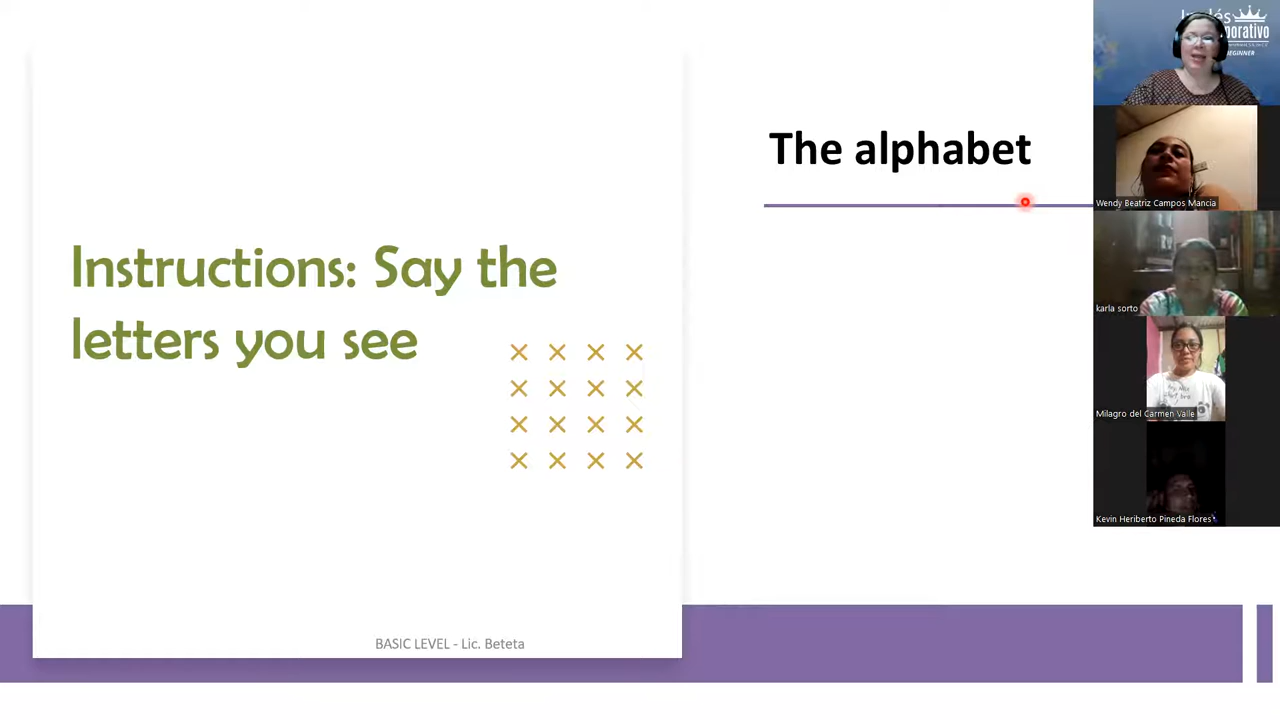 The alphabet
Instructions: Say the
letters you see
BASIC LEVEL - Lic. Beteta
Wendy Beatriz Campos Mancia
karla sorto
Milagro del Carmen Valle
Kevin Heriberto Pineda Flores